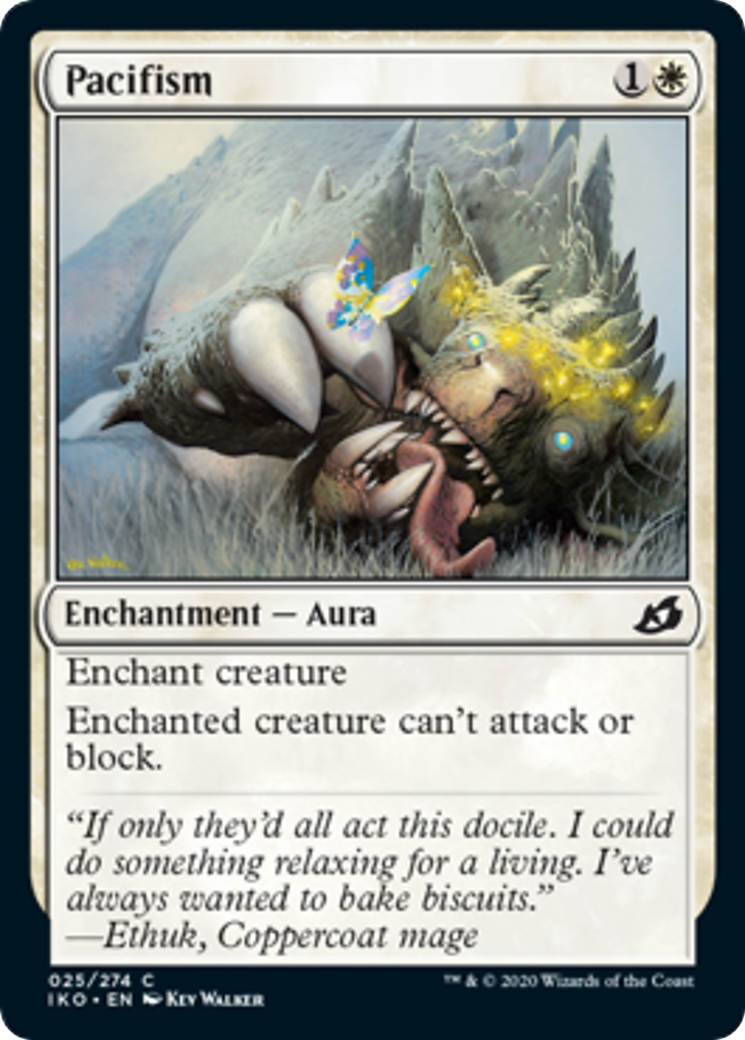 Pacifism
1
Enchantment — Aura
Enchant creature
Enchanted creature can't attack or
block.
“If only they'd all act this docile. I could
do something relaxing for a living. I've
always wanted to bake biscuits.”
—Ethuk, Coppercoat mage
025/274 C
™ & © 2020 Wizards of the Coast
IKO • EN Kev Walker